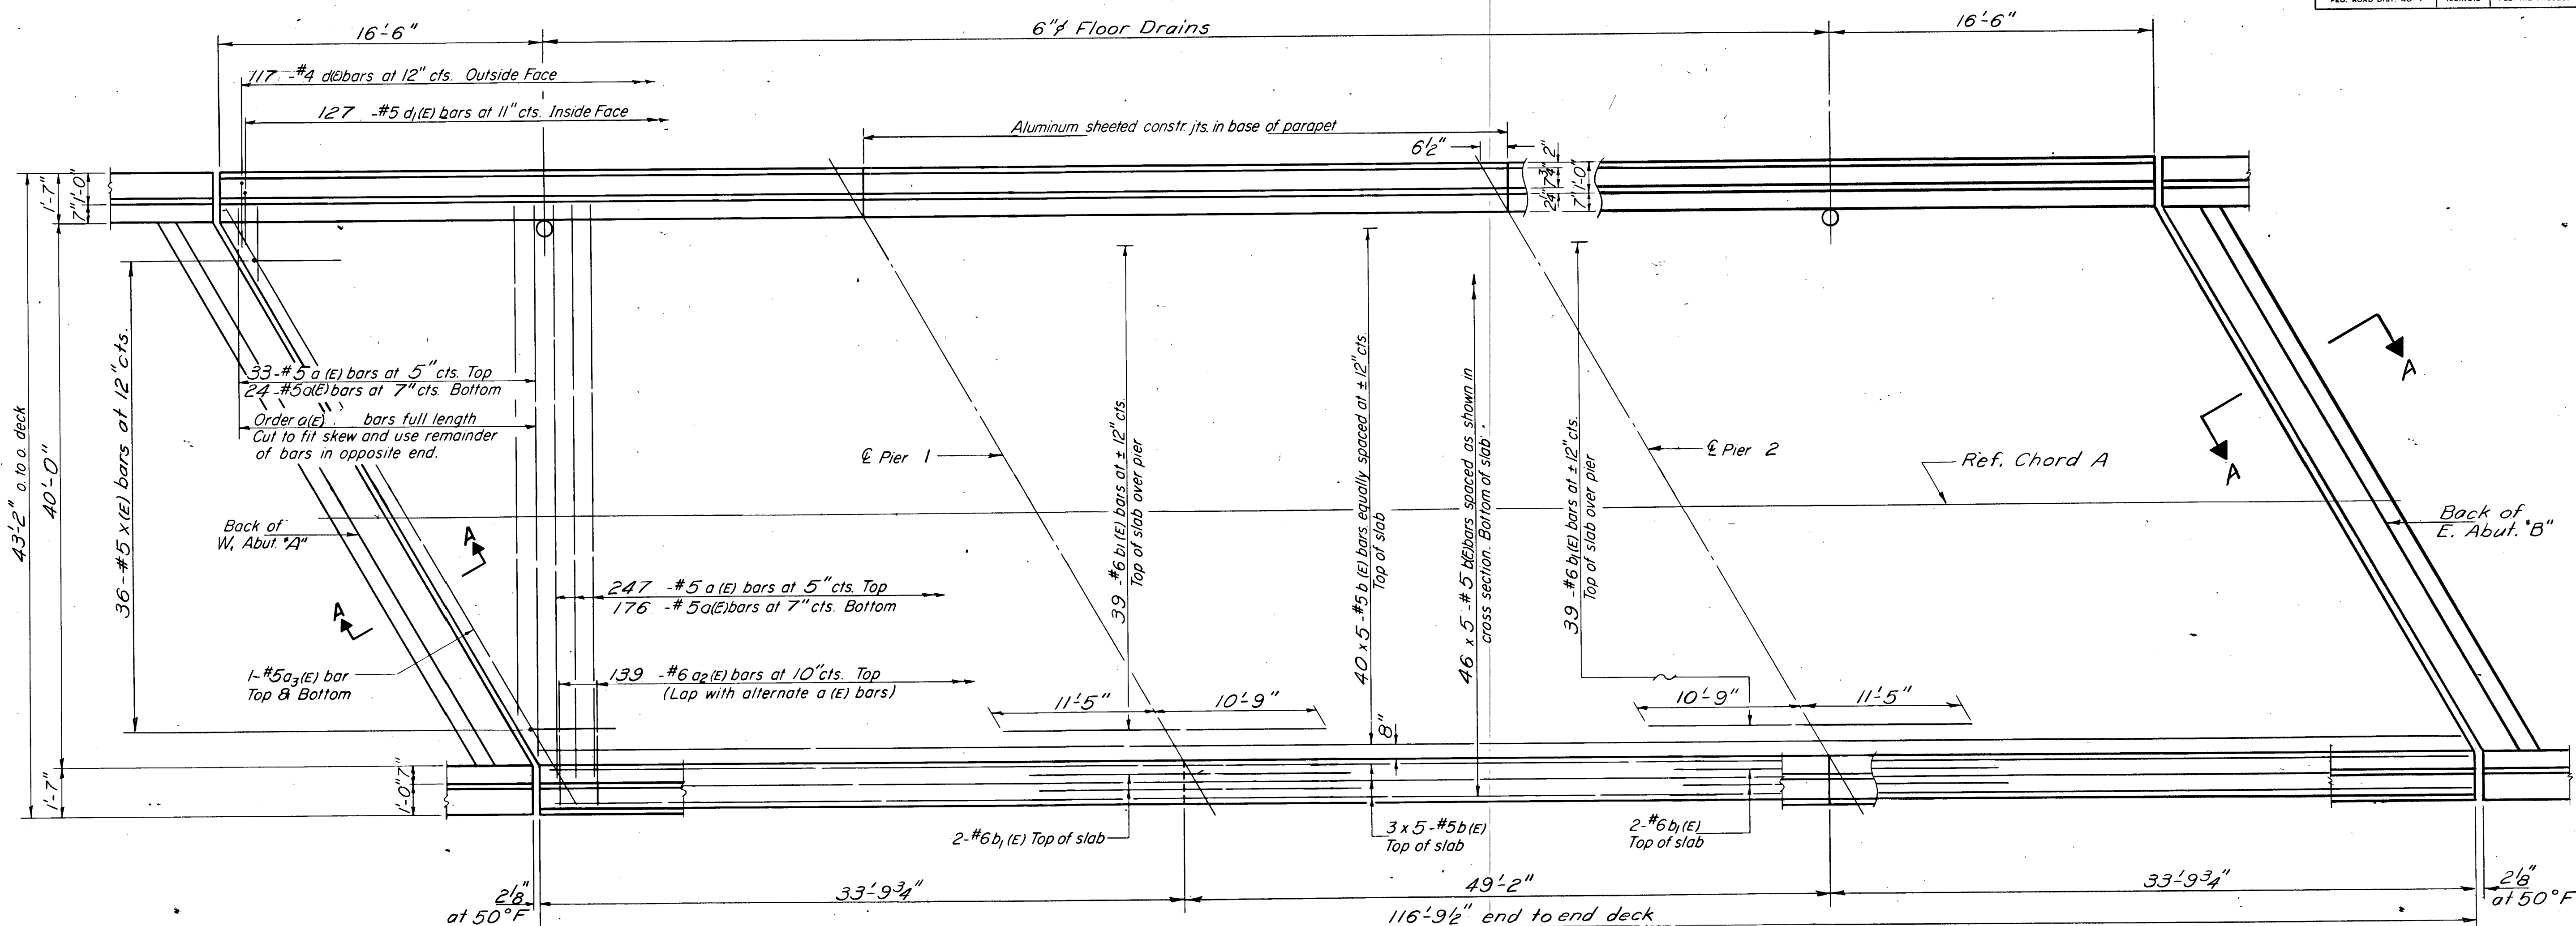 FED. ROAD DIST. NO. 7
ILLINOIS
16'-6"
6"⌀ Floor Drains
16'-6"
117 -#4 d(E) bars at 12" cts. Outside Face
127 -#5 d1(E) bars at 11" cts. Inside Face
Aluminum sheeted constr. jts. in base of parapet
6½"
2"
7¾"
2¼"
1'-0"
7"
1'-7"
1'-0"
7"
43'-2" o. to o. deck
40'-0"
36-#5 x(E) bars at 12" cts.
33-#5 a(E) bars at 5" cts. Top
24-#5a(E) bars at 7" cts. Bottom
Order a(E) bars full length
Cut to fit skew and use remainder
of bars in opposite end.
℄ Pier 1
℄ Pier 2
Ref. Chord A
A
A
Back of
W. Abut. "A"
A
A
Back of
E. Abut. "B"
39 -#6 b1(E) bars at ± 12" cts.
Top of slab over pier
40 x 5 -#5 b(E) bars equally spaced at ±12" cts.
Top of slab
46 x 5 -#5 b(E) bars spaced as shown in
cross section. Bottom of slab
39 -#6 b1(E) bars at ±12" cts.
Top of slab over pier
247 -#5 a(E) bars at 5" cts. Top
176 -#5a(E) bars at 7" cts. Bottom
139 -#6 a2(E) bars at 10" cts. Top
(Lap with alternate a(E) bars)
1-#5a3(E) bar
Top & Bottom
11'-5"
10'-9"
10'-9"
11'-5"
8"
1'-7"
7"
1'-0"
2-#6b1(E) Top of slab
3 x 5 -#5b(E)
Top of slab
2-#6b1(E)
Top of slab
2⅛"
at 50°F
33'-9¾"
49'-2"
33'-9¾"
2⅛"
at 50°F
116'-9½" end to end deck